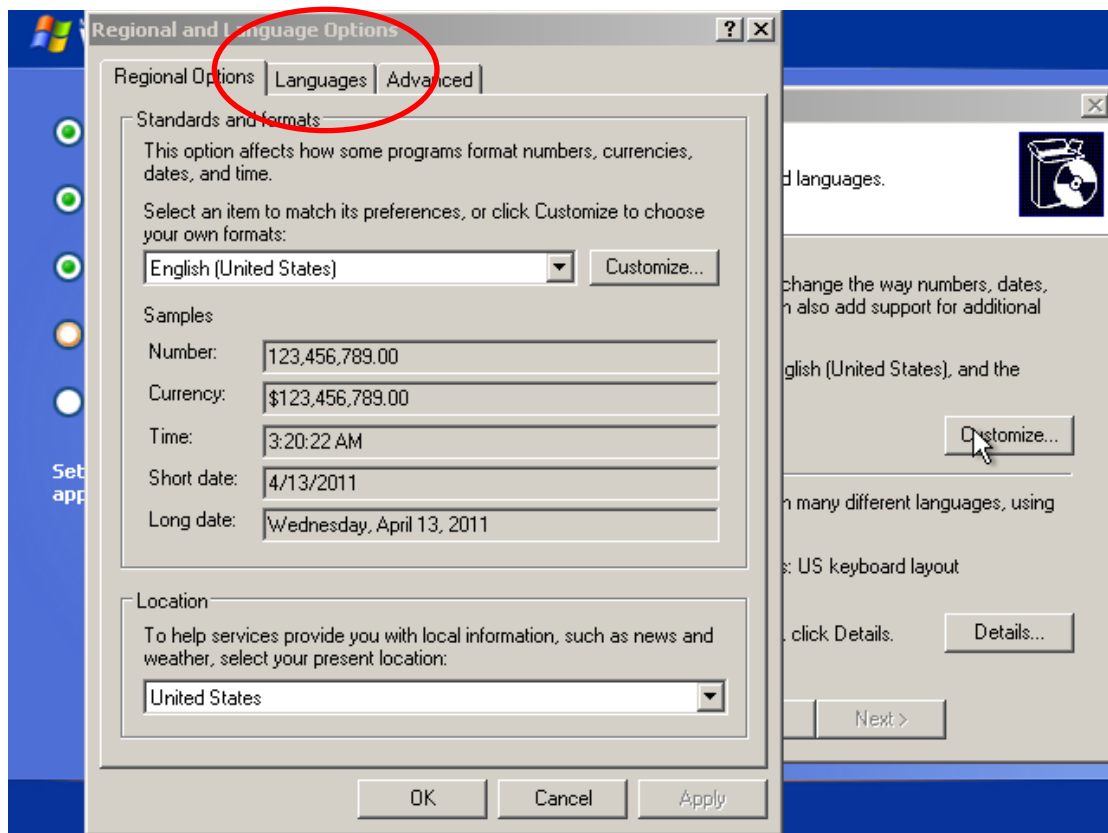 Regional and Language Options
Regional Options
Languages
Advanced
Standards and formats
This option affects how some programs format numbers, currencies,
dates, and time.
Select an item to match its preferences, or click Customize to choose
your own formats:
English (United States)
Customize...
Samples
Number:
123,456,789.00
Currency:
$123,456,789.00
Time:
3:20:22 AM
Short date:
4/13/2011
Long date:
Wednesday, April 13, 2011
Location
To help services provide you with local information, such as news and
weather, select your present location:
United States
OK
Cancel
Apply
Set
app
d languages.
change the way numbers, dates,
n also add support for additional
glish (United States), and the
Customize...
n many different languages, using
s: US keyboard layout
, click Details.
Details...
Next >